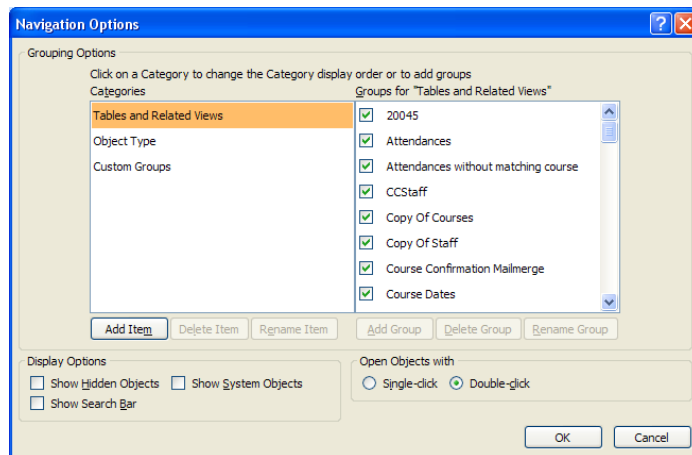 Navigation Options
Grouping Options
Click on a Category to change the Category display order or to add groups
Categories
Groups for "Tables and Related Views"
Tables and Related Views
Object Type
Custom Groups
20045
Attendances
Attendances without matching course
CCStaff
Copy Of Courses
Copy Of Staff
Course Confirmation Mailmerge
Course Dates
Add Item
Delete Item
Rename Item
Add Group
Delete Group
Rename Group
Display Options
Show Hidden Objects
Show System Objects
Show Search Bar
Open Objects with
Single-click
Double-click
OK
Cancel